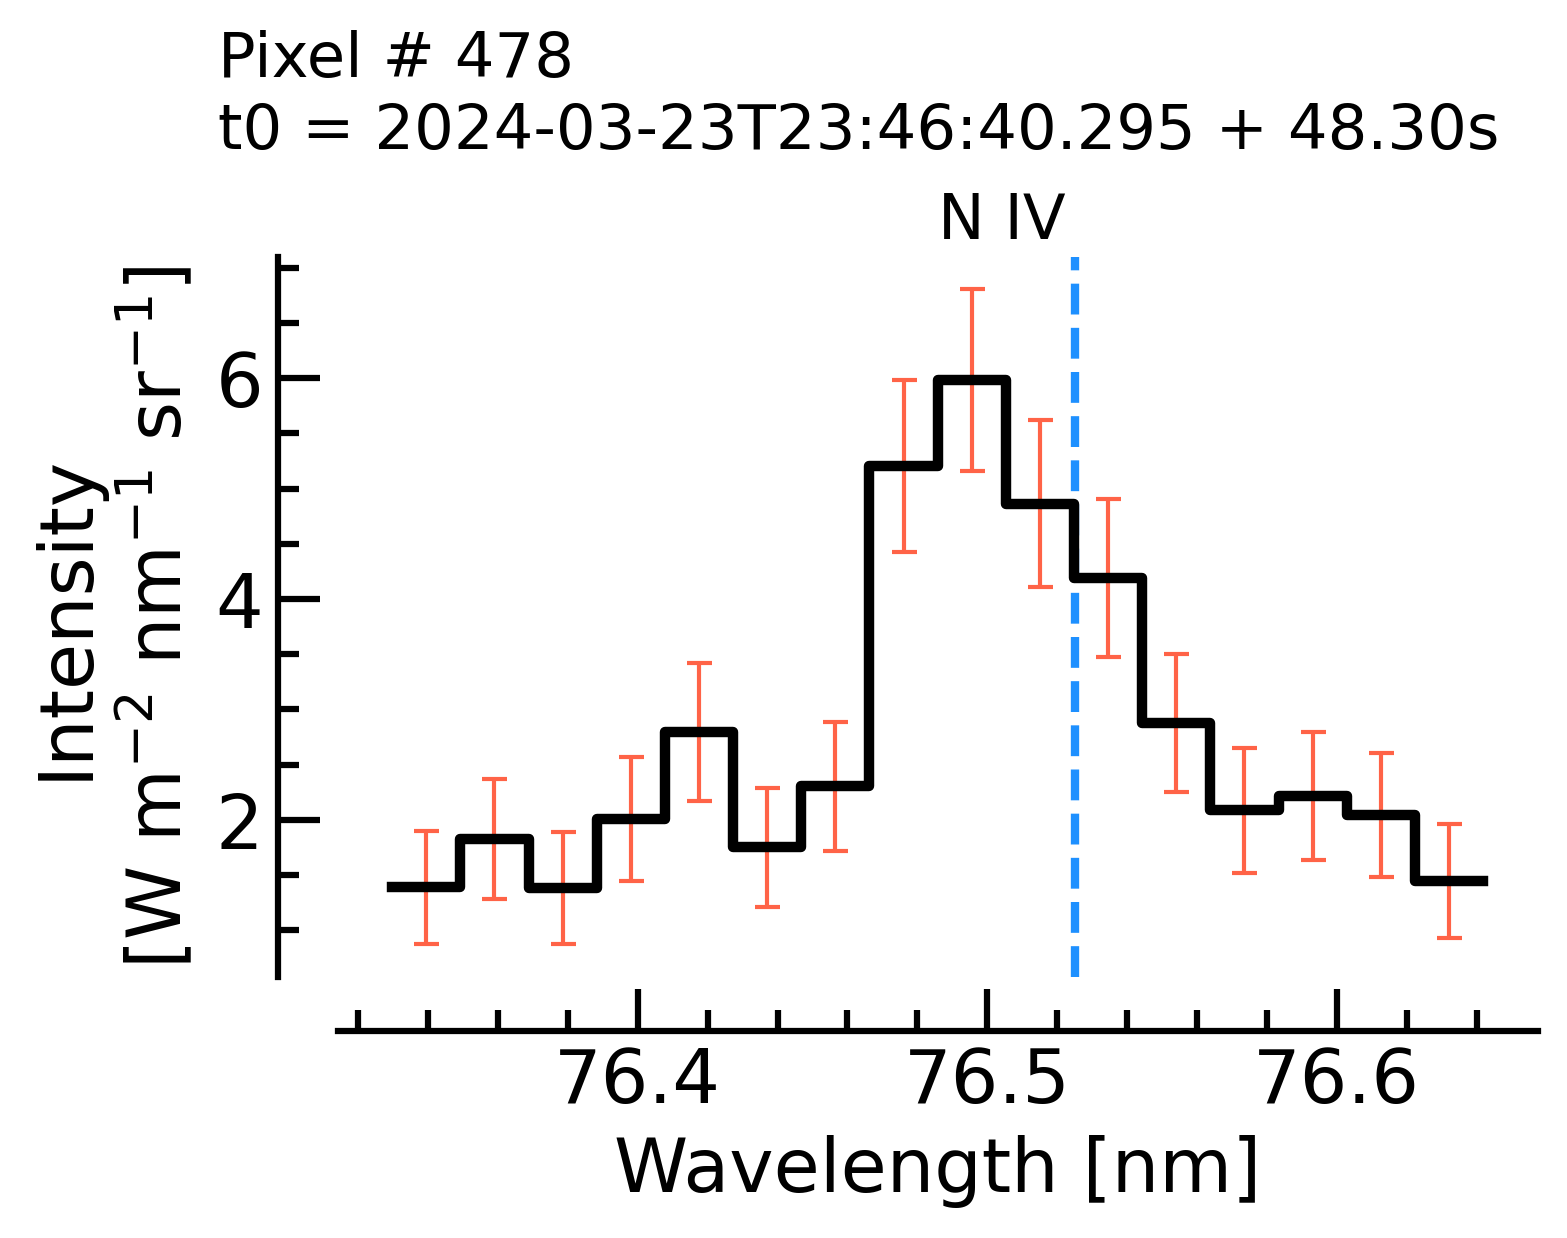 Pixel # 478
t0 = 2024-03-23T23:46:40.295 + 48.30s
N IV
Intensity
[W m⁻² nm⁻¹ sr⁻¹]
6
4
2
76.4 76.5 76.6
Wavelength [nm]